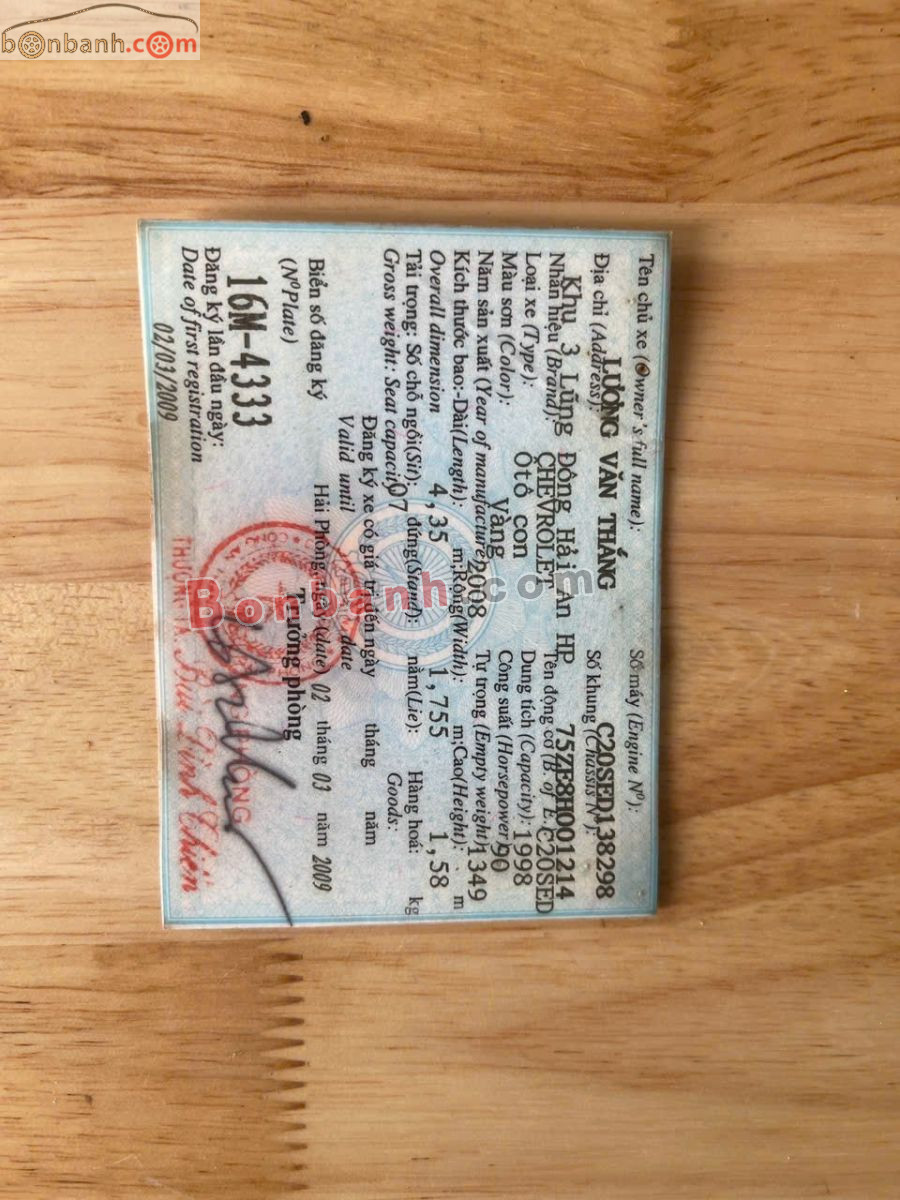 bonbanh.com
Tên chủ xe (Owner's full name): Số máy (Engine Nº):
LƯƠNG VĂN THẮNG C20SED138298
Địa chỉ (Address): Số khung (Chassis Nº):
Khu 3 Lũng Đông Hải An HP 75ZE8H001214
Nhãn hiệu (Brand): CHEVROLET Tên động cơ (B. of E.): C20SED
Loại xe (Type): Ôtô con Dung tích (Capacity): 1998
Màu sơn (Color): Vàng Công suất (Horsepower): 90
Năm sản xuất (Year of manufacture): 2008 Tự trọng (Empty weight): 1349
Kích thước bao:-Dài(Length): m;Rộng(Width): m;Cao(Height): m
Overall dimension 4,35 1,755 1,58
Tải trọng: Số chỗ ngồi(Sit): đứng(Stand): nằm(Lie): Hàng hoá: kg
Gross weight: Seat capacity 07 Goods:
Đăng ký xe có giá trị đến ngày tháng năm
Valid until date
Biển số đăng ký Hải Phòng, ngày (date) 02 tháng 03 năm 2009
(NºPlate) Trưởng phòng
16M-4333
Đăng ký lần đầu ngày:
Date of first registration
02/03/2009
Bonbanh.com